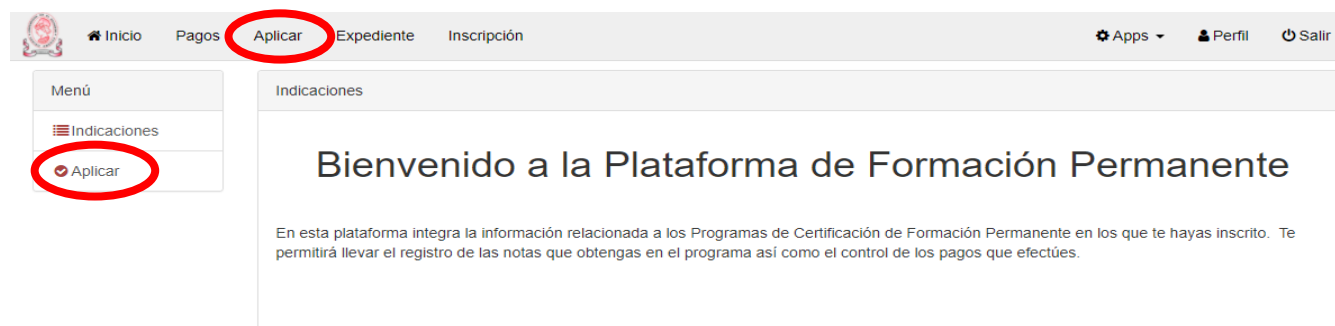 Inicio Pagos Aplicar Expediente Inscripción Apps Perfil Salir
Menú
Indicaciones
Aplicar
Indicaciones
Bienvenido a la Plataforma de Formación Permanente
En esta plataforma integra la información relacionada a los Programas de Certificación de Formación Permanente en los que te hayas inscrito. Te
permitirá llevar el registro de las notas que obtengas en el programa así como el control de los pagos que efectúes.